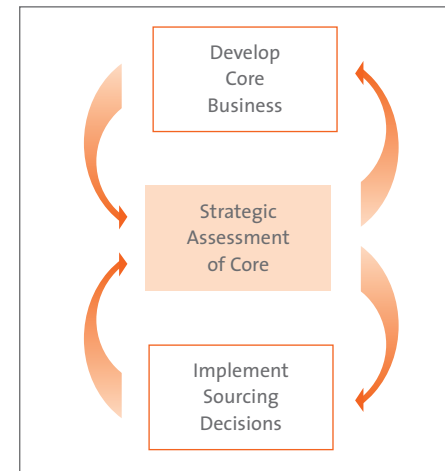 Develop
Core
Business
Strategic
Assessment
of Core
Implement
Sourcing
Decisions